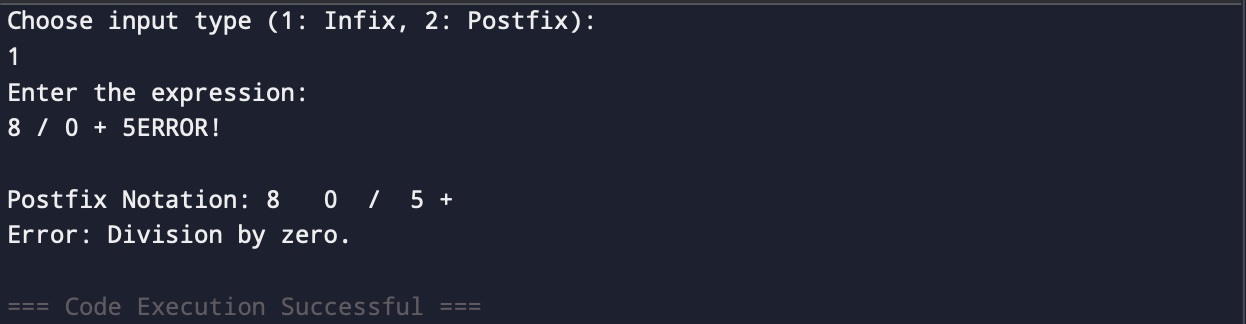 Choose input type (1: Infix, 2: Postfix):
1
Enter the expression:
8 / 0 + 5ERROR!
Postfix Notation: 8   0  /  5 +
Error: Division by zero.
=== Code Execution Successful ===